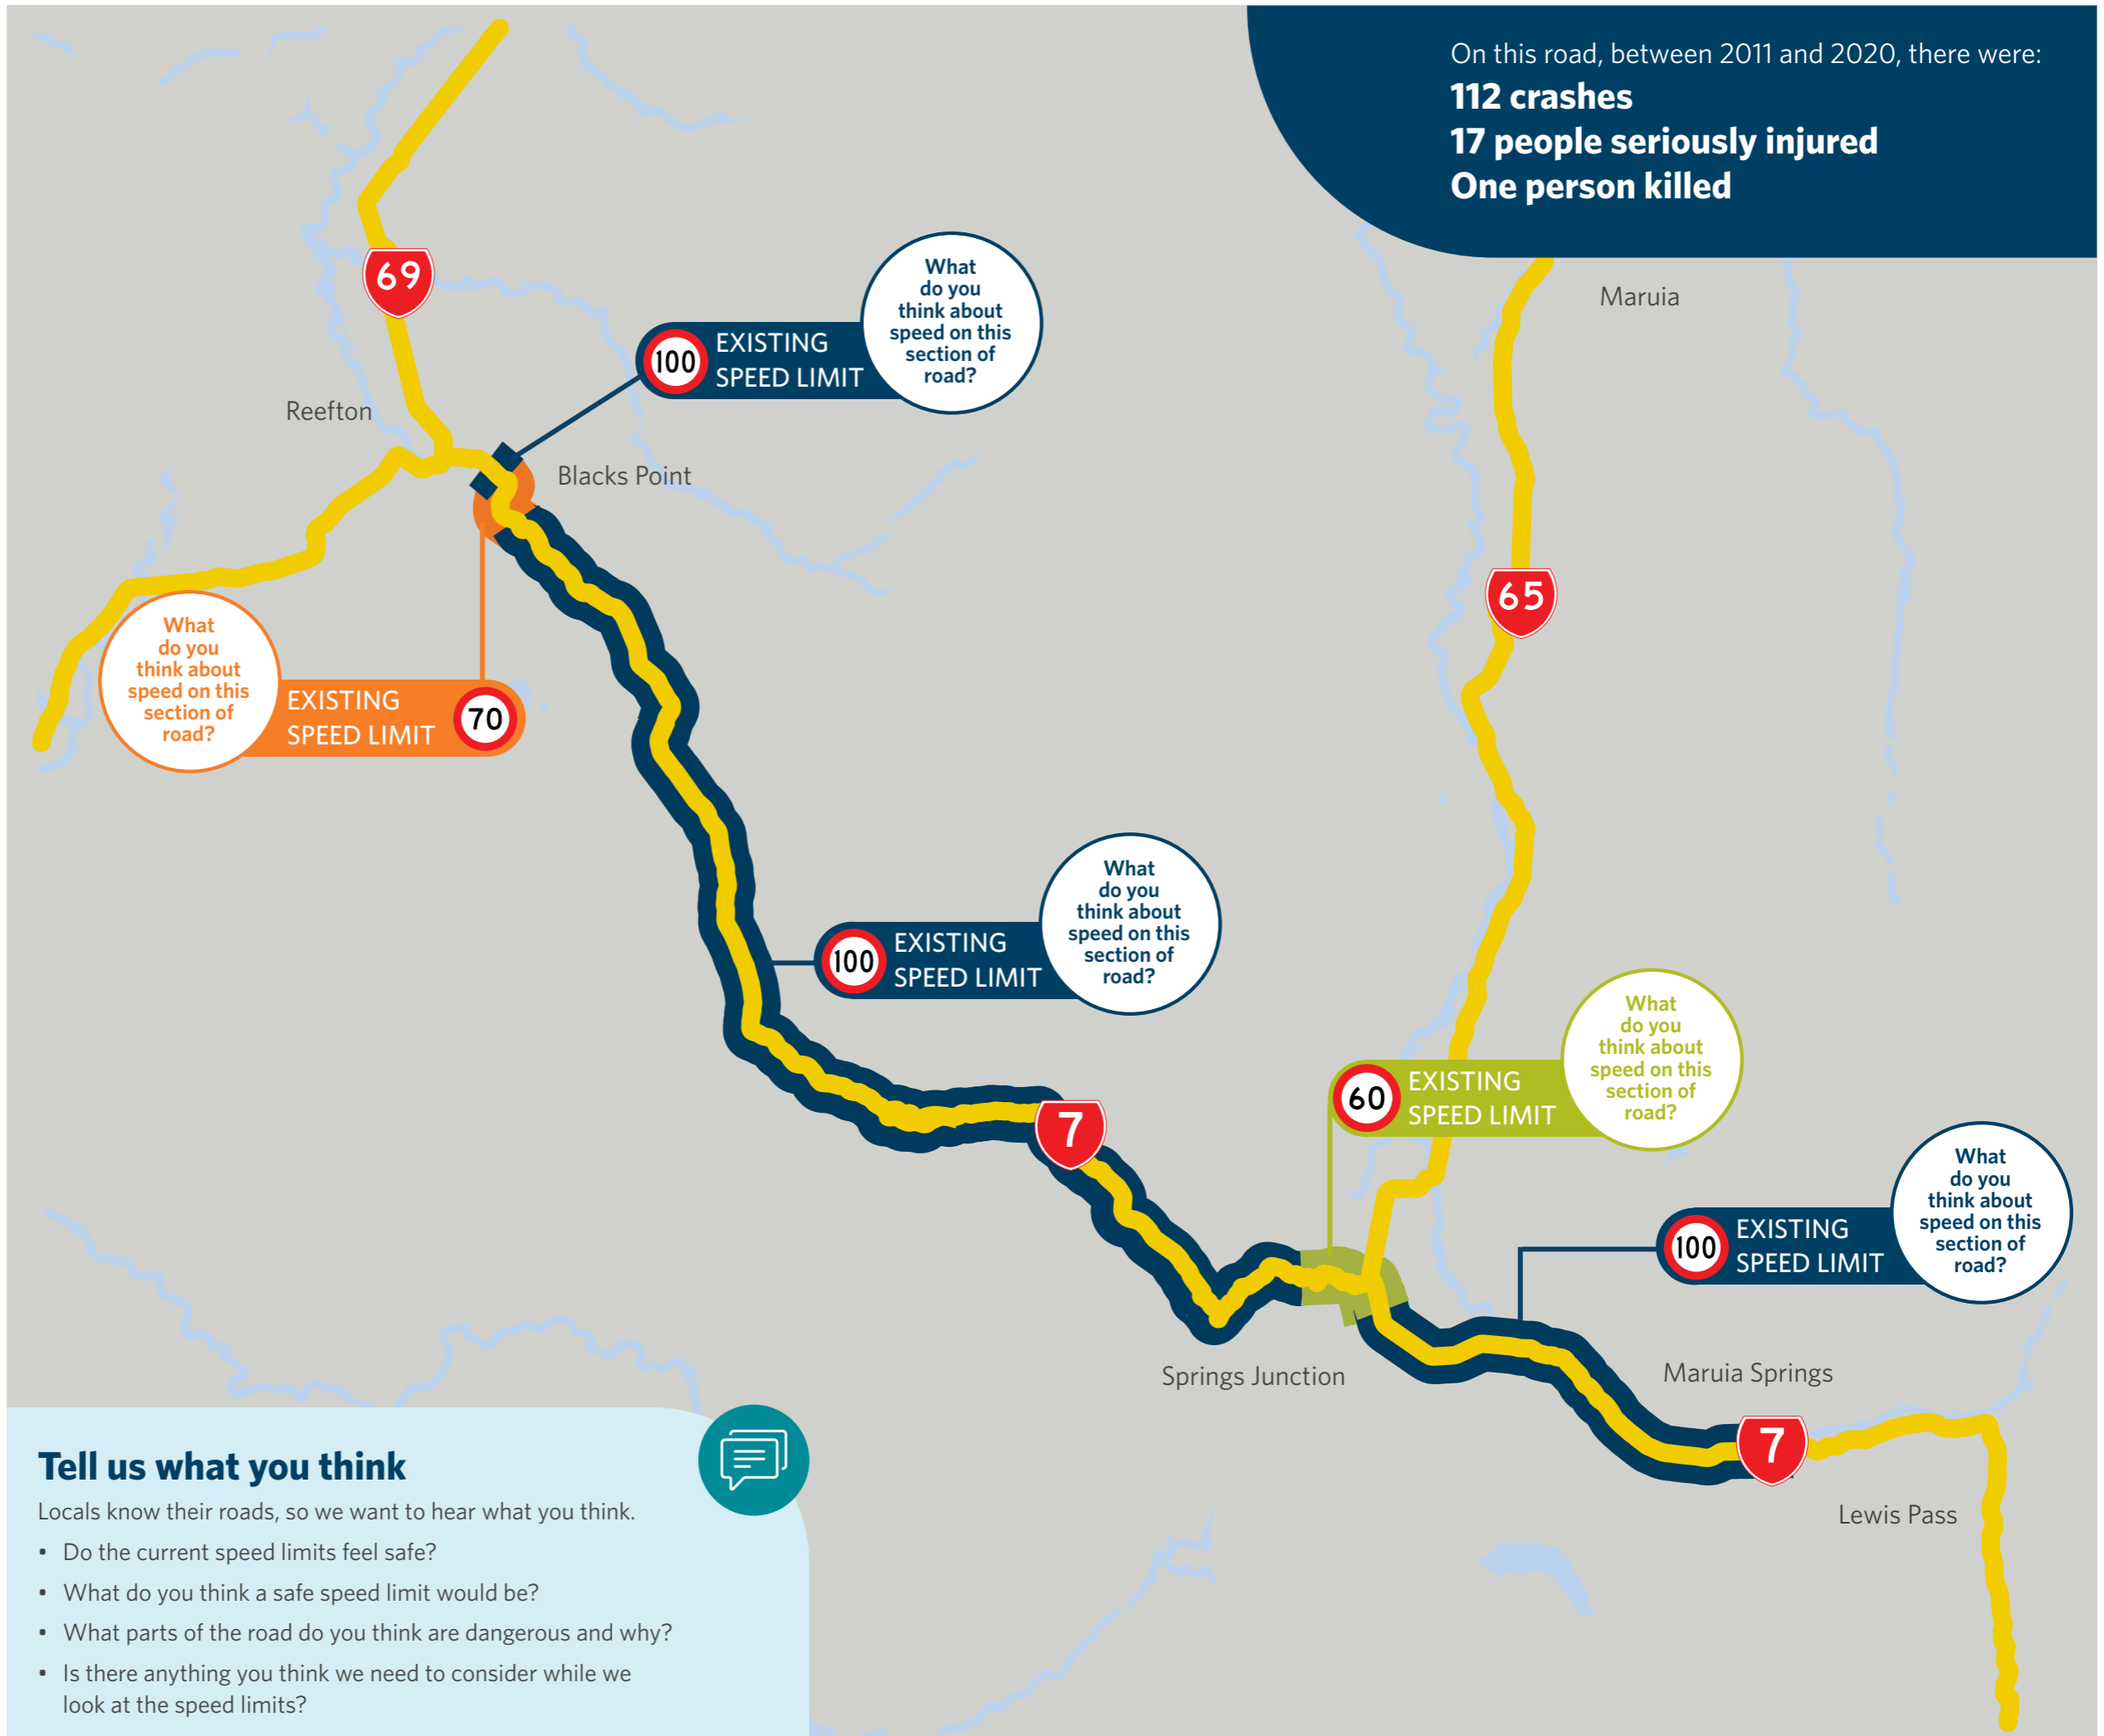 On this road, between 2011 and 2020, there were:
112 crashes
17 people seriously injured
One person killed
Maruia
69
What
do you
think about
speed on this
section of
road?
100
EXISTING
SPEED LIMIT
Reefton
Blacks Point
65
What
do you
think about
speed on this
section of
road?
EXISTING
SPEED LIMIT
70
What
do you
think about
speed on this
section of
road?
100
EXISTING
SPEED LIMIT
What
do you
think about
speed on this
section of
road?
60
EXISTING
SPEED LIMIT
7
What
do you
think about
speed on this
section of
road?
100
EXISTING
SPEED LIMIT
Springs Junction
Maruia Springs
7
Lewis Pass
Tell us what you think
Locals know their roads, so we want to hear what you think.
• Do the current speed limits feel safe?
• What do you think a safe speed limit would be?
• What parts of the road do you think are dangerous and why?
• Is there anything you think we need to consider while we
look at the speed limits?